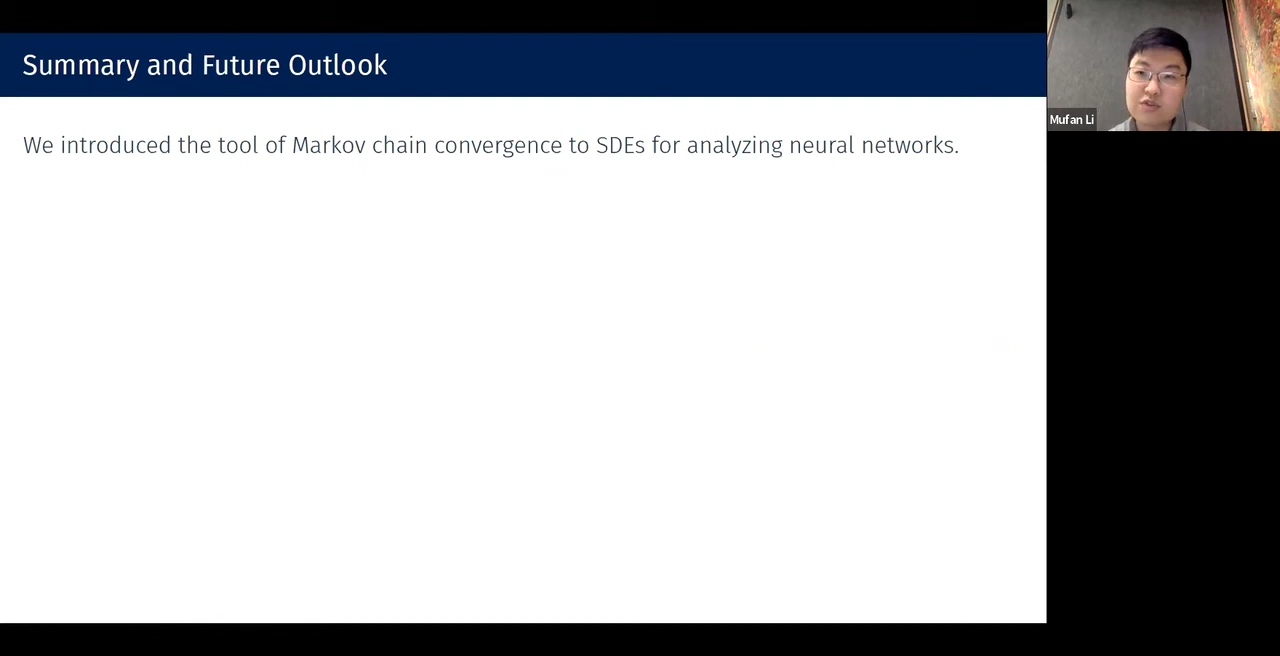 Summary and Future Outlook
We introduced the tool of Markov chain convergence to SDEs for analyzing neural networks.
Mufan Li